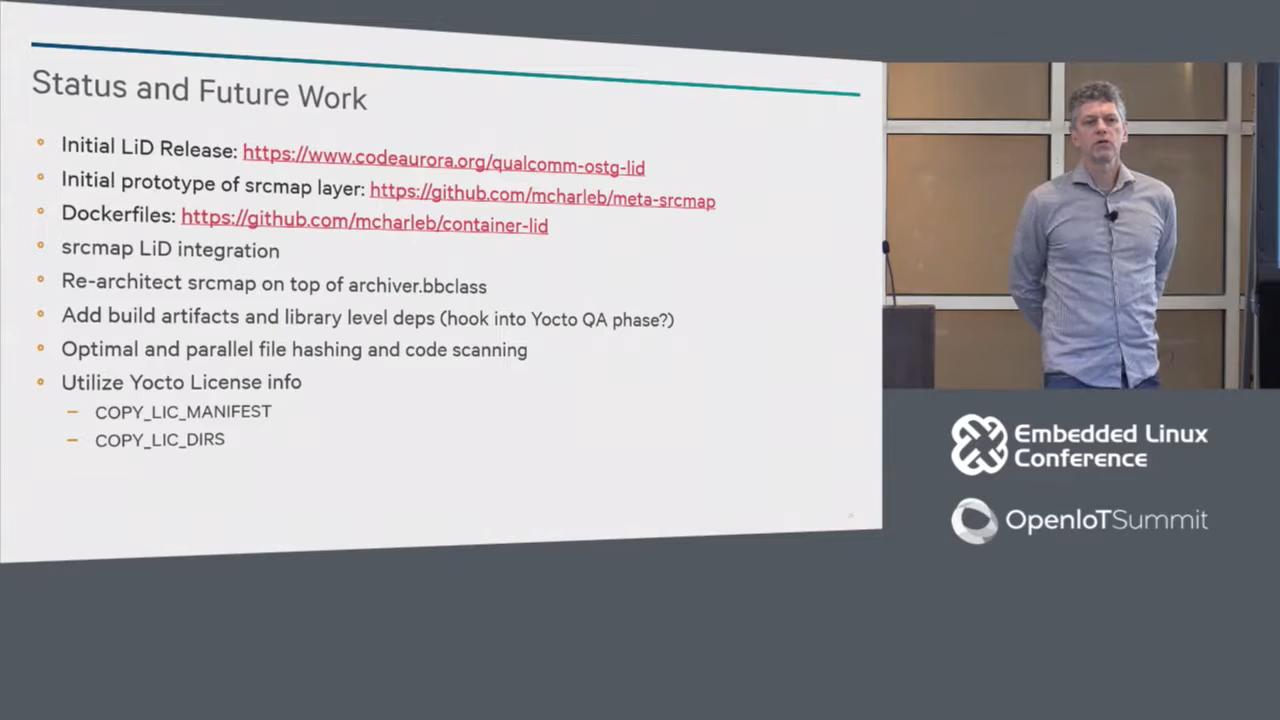 Status and Future Work
Initial LiD Release: https://www.codeaurora.org/qualcomm-ostg-lid
Initial prototype of srcmap layer: https://github.com/mcharleb/meta-srcmap
Dockerfiles: https://github.com/mcharleb/container-lid
srcmap LiD integration
Re-architect srcmap on top of archiver.bbclass
Add build artifacts and library level deps (hook into Yocto QA phase?)
Optimal and parallel file hashing and code scanning
Utilize Yocto License info
– COPY_LIC_MANIFEST
– COPY_LIC_DIRS
Embedded Linux
Conference
OpenIoTSummit